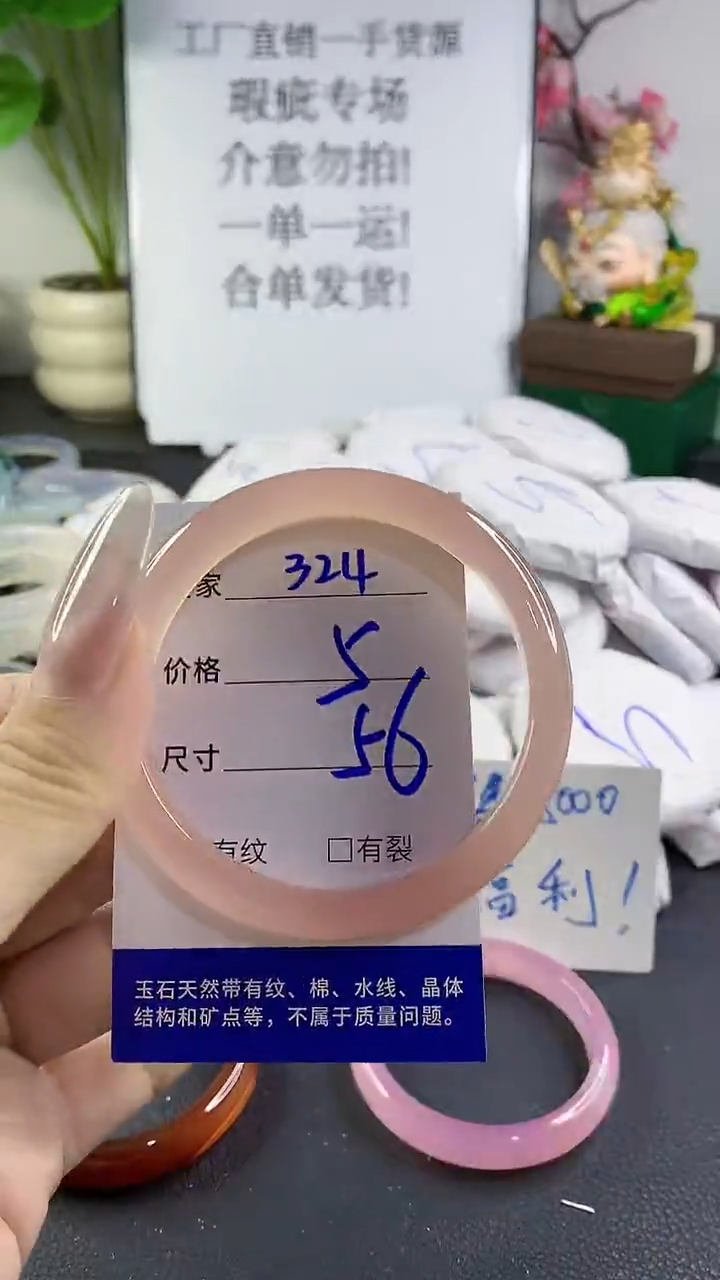 工厂直销一手货源
瑕疵专场
介意勿拍!
一单一运!
合单发货!
家 324
价格 5
尺寸 56
有纹 □有裂
000
福利!
玉石天然带有纹、棉、水线、晶体
结构和矿点等，不属于质量问题。